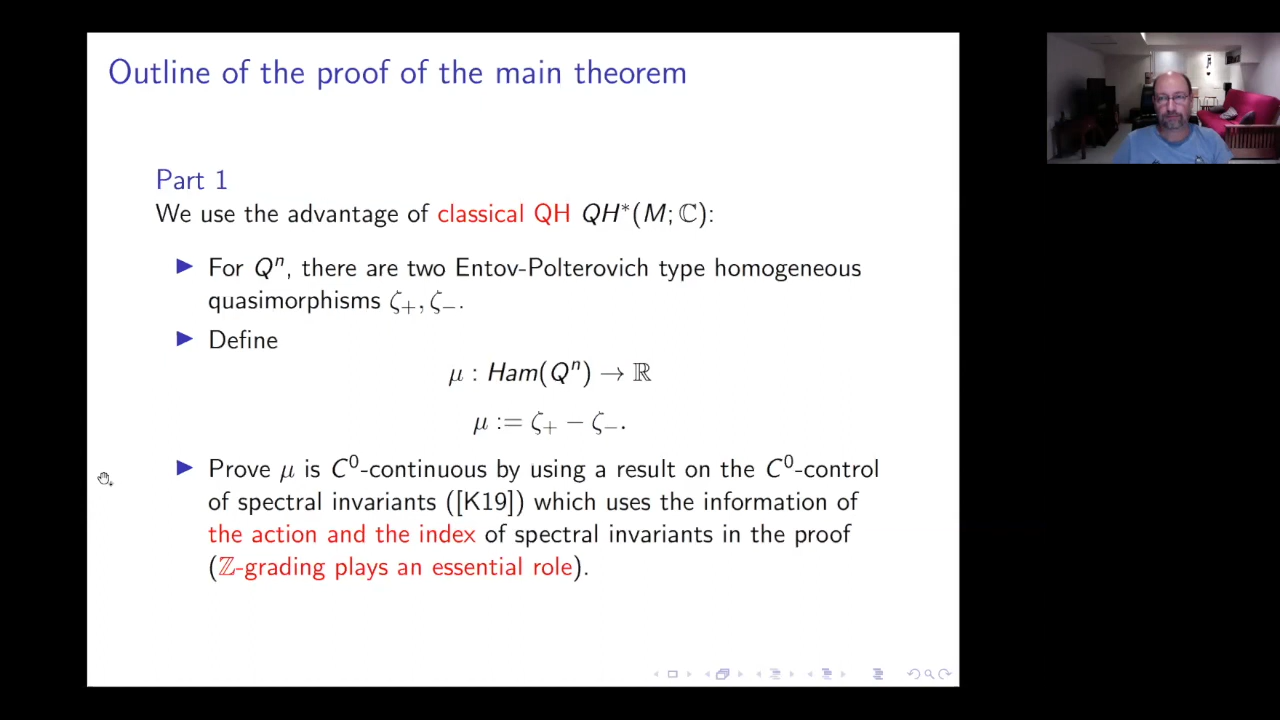 Outline of the proof of the main theorem
Part 1
We use the advantage of classical QH QH*(M; ℂ):
▶ For Qⁿ, there are two Entov-Polterovich type homogeneous
quasimorphisms ζ₊, ζ₋.
▶ Define
μ : Ham(Qⁿ) → ℝ
μ := ζ₊ − ζ₋.
▶ Prove μ is C⁰-continuous by using a result on the C⁰-control
of spectral invariants ([K19]) which uses the information of
the action and the index of spectral invariants in the proof
(ℤ-grading plays an essential role).